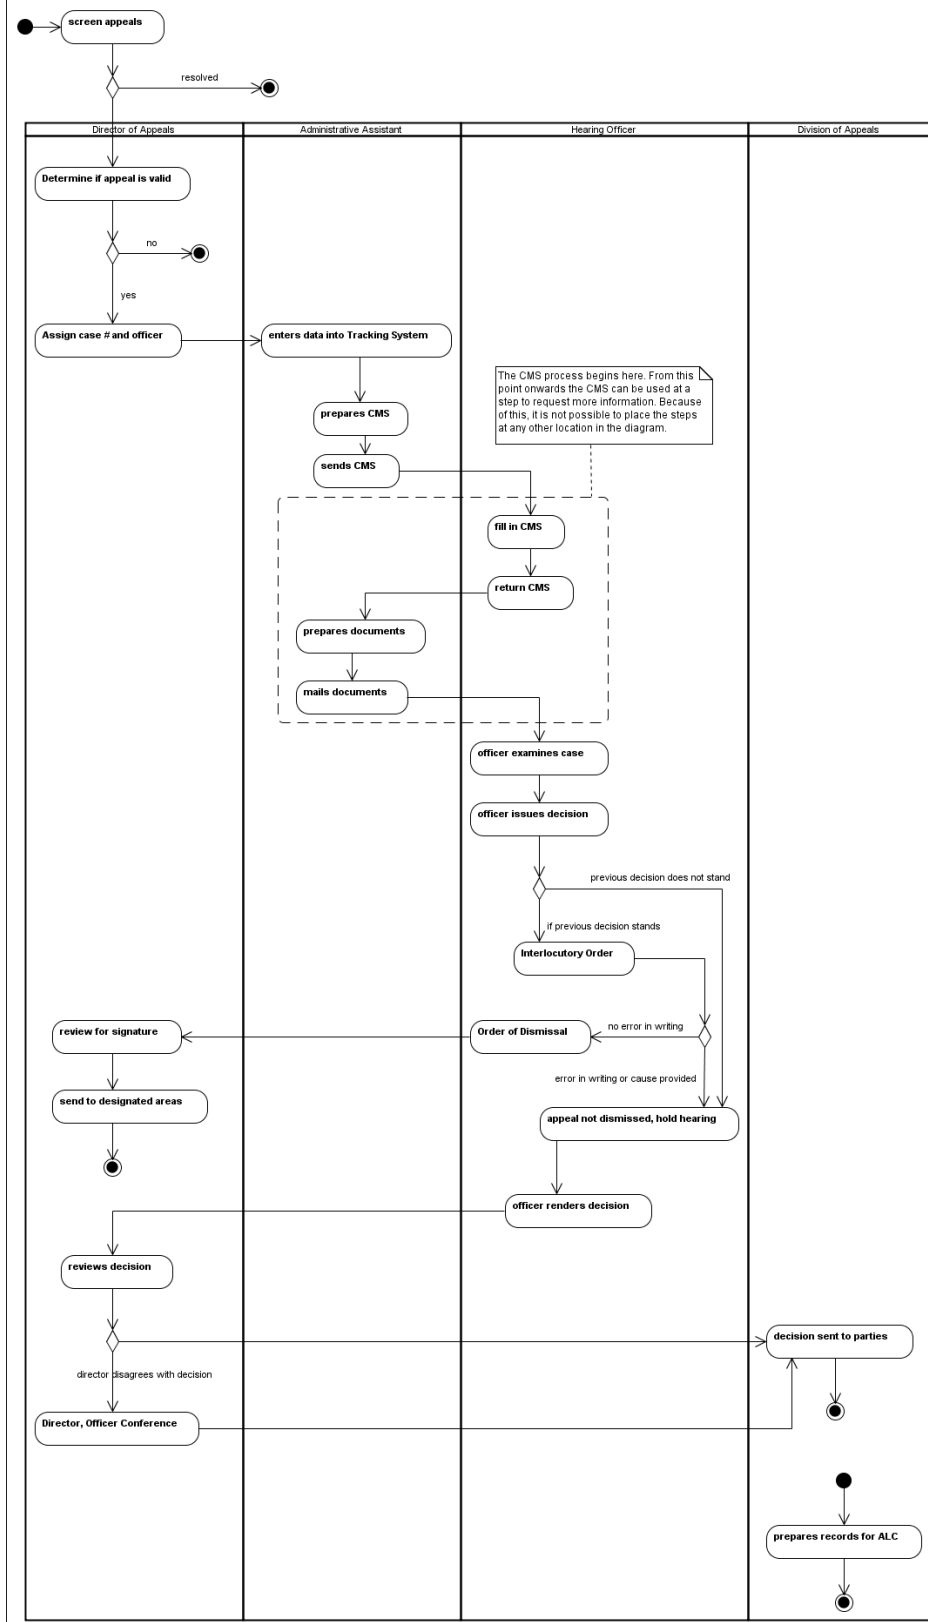 screen appeals
resolved
Director of Appeals
Administrative Assistant
Hearing Officer
Division of Appeals
Determine if appeal is valid
no
yes
Assign case # and officer
enters data into Tracking System
The CMS process begins here. From this
point onwards the CMS can be used at a
step to request more information. Because
of this, it is not possible to place the steps
at any other location in the diagram.
prepares CMS
sends CMS
fill in CMS
return CMS
prepares documents
mails documents
officer examines case
officer issues decision
previous decision does not stand
if previous decision stands
Interlocutory Order
review for signature
Order of Dismissal
no error in writing
error in writing or cause provided
send to designated areas
appeal not dismissed, hold hearing
officer renders decision
reviews decision
decision sent to parties
director disagrees with decision
Director, Officer Conference
prepares records for ALC